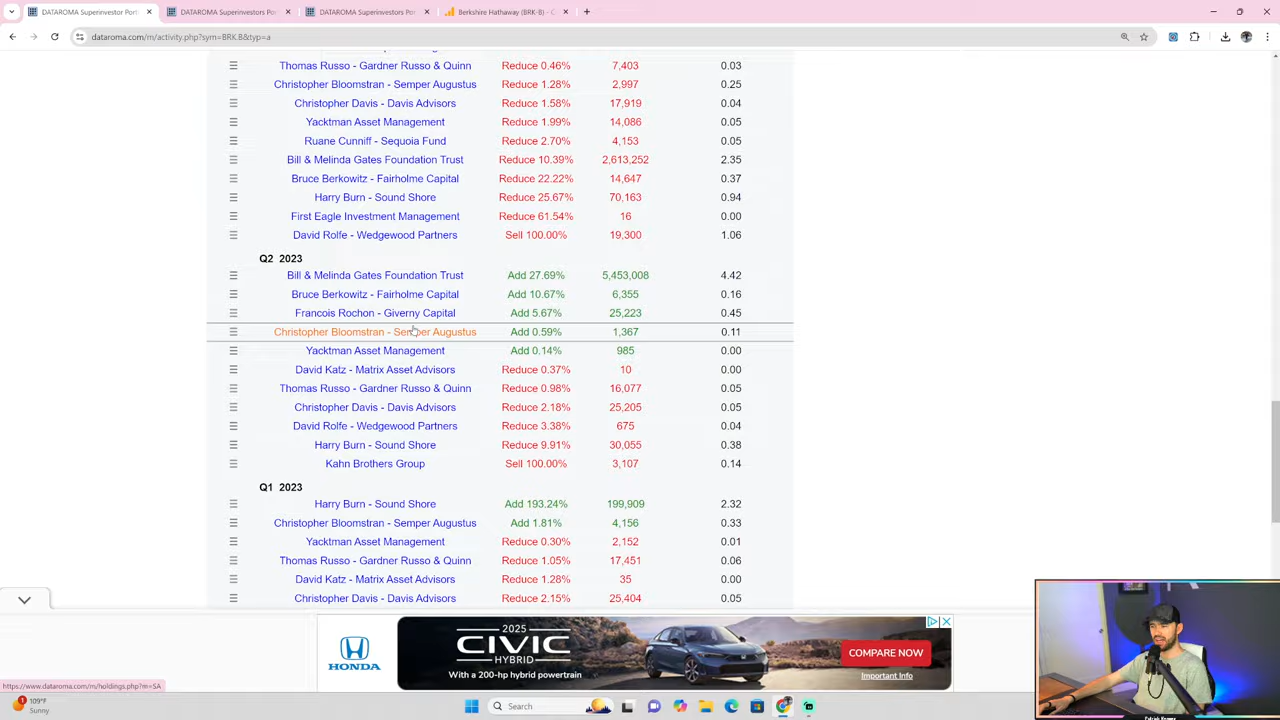 DATAROMA Superinvestor Port
DATAROMA Superinvestors Po
DATAROMA Superinvestors Por
Berkshire Hathaway (BRK-B) -
dataroma.com/m/activity.php?sym=BRK.B&typ=a
Thomas Russo - Gardner Russo & Quinn Reduce 0.46% 7,403 0.03
Christopher Bloomstran - Semper Augustus Reduce 1.28% 2,997 0.25
Christopher Davis - Davis Advisors Reduce 1.58% 17,919 0.04
Yacktman Asset Management Reduce 1.99% 14,086 0.05
Ruane Cunniff - Sequoia Fund Reduce 2.70% 4,153 0.05
Bill & Melinda Gates Foundation Trust Reduce 10.39% 2,613,252 2.35
Bruce Berkowitz - Fairholme Capital Reduce 22.22% 14,647 0.37
Harry Burn - Sound Shore Reduce 25.67% 70,163 0.94
First Eagle Investment Management Reduce 61.54% 16 0.00
David Rolfe - Wedgewood Partners Sell 100.00% 19,300 1.06
Q2 2023
Bill & Melinda Gates Foundation Trust Add 27.69% 5,453,008 4.42
Bruce Berkowitz - Fairholme Capital Add 10.67% 6,355 0.16
Francois Rochon - Giverny Capital Add 5.67% 25,223 0.45
Christopher Bloomstran - Semper Augustus Add 0.59% 1,367 0.11
Yacktman Asset Management Add 0.14% 985 0.00
David Katz - Matrix Asset Advisors Reduce 0.37% 10 0.00
Thomas Russo - Gardner Russo & Quinn Reduce 0.98% 16,077 0.05
Christopher Davis - Davis Advisors Reduce 2.18% 25,205 0.05
David Rolfe - Wedgewood Partners Reduce 3.38% 675 0.04
Harry Burn - Sound Shore Reduce 9.91% 30,055 0.38
Kahn Brothers Group Sell 100.00% 3,107 0.14
Q1 2023
Harry Burn - Sound Shore Add 193.24% 199,909 2.32
Christopher Bloomstran - Semper Augustus Add 1.81% 4,156 0.33
Yacktman Asset Management Reduce 0.30% 2,152 0.01
Thomas Russo - Gardner Russo & Quinn Reduce 1.05% 17,451 0.06
David Katz - Matrix Asset Advisors Reduce 1.28% 35 0.00
Christopher Davis - Davis Advisors Reduce 2.15% 25,404 0.05
HONDA
2025
CIVIC
HYBRID
With a 200-hp hybrid powertrain
COMPARE NOW
Important Info
https://www.dataroma.com/m/holdings.php?m=SA
1
109°F
Sunny
Search